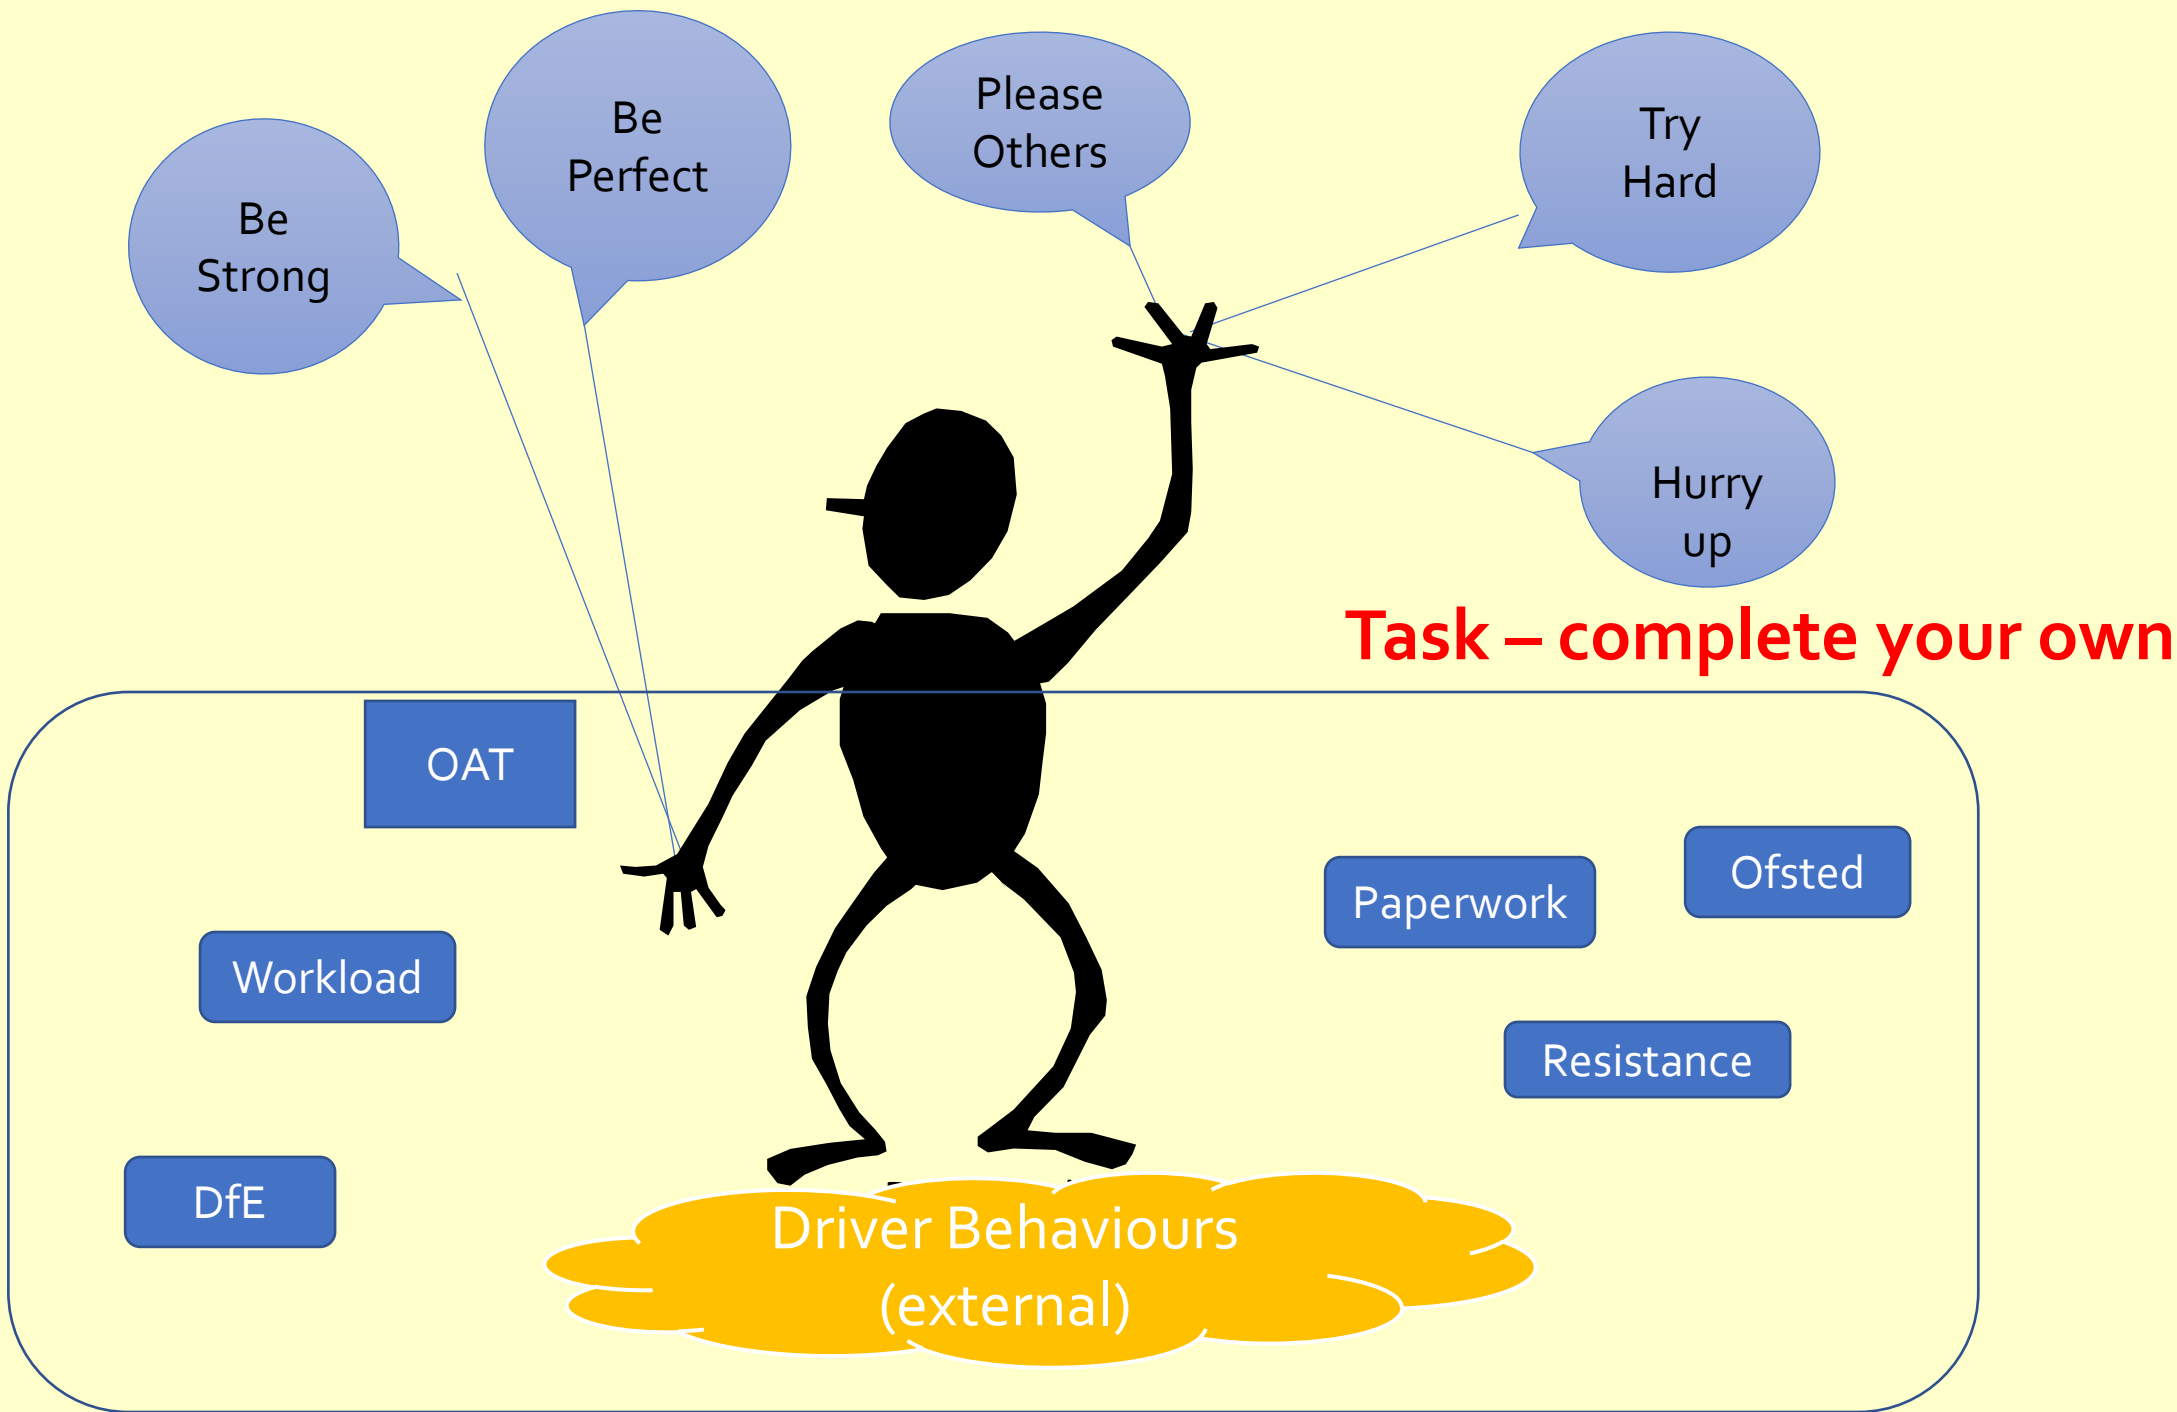 Be
Strong
Be
Perfect
Please
Others
Try
Hard
Hurry
up
Task – complete your own
OAT
Workload
DfE
Paperwork
Ofsted
Resistance
Driver Behaviours
(external)